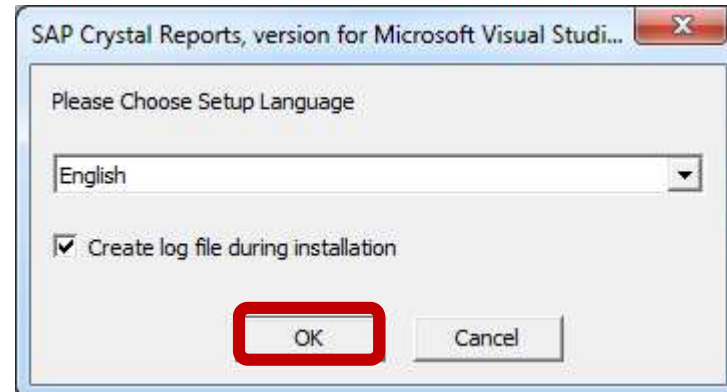 SAP Crystal Reports, version for Microsoft Visual Studi...
Please Choose Setup Language
English
Create log file during installation
OK
Cancel